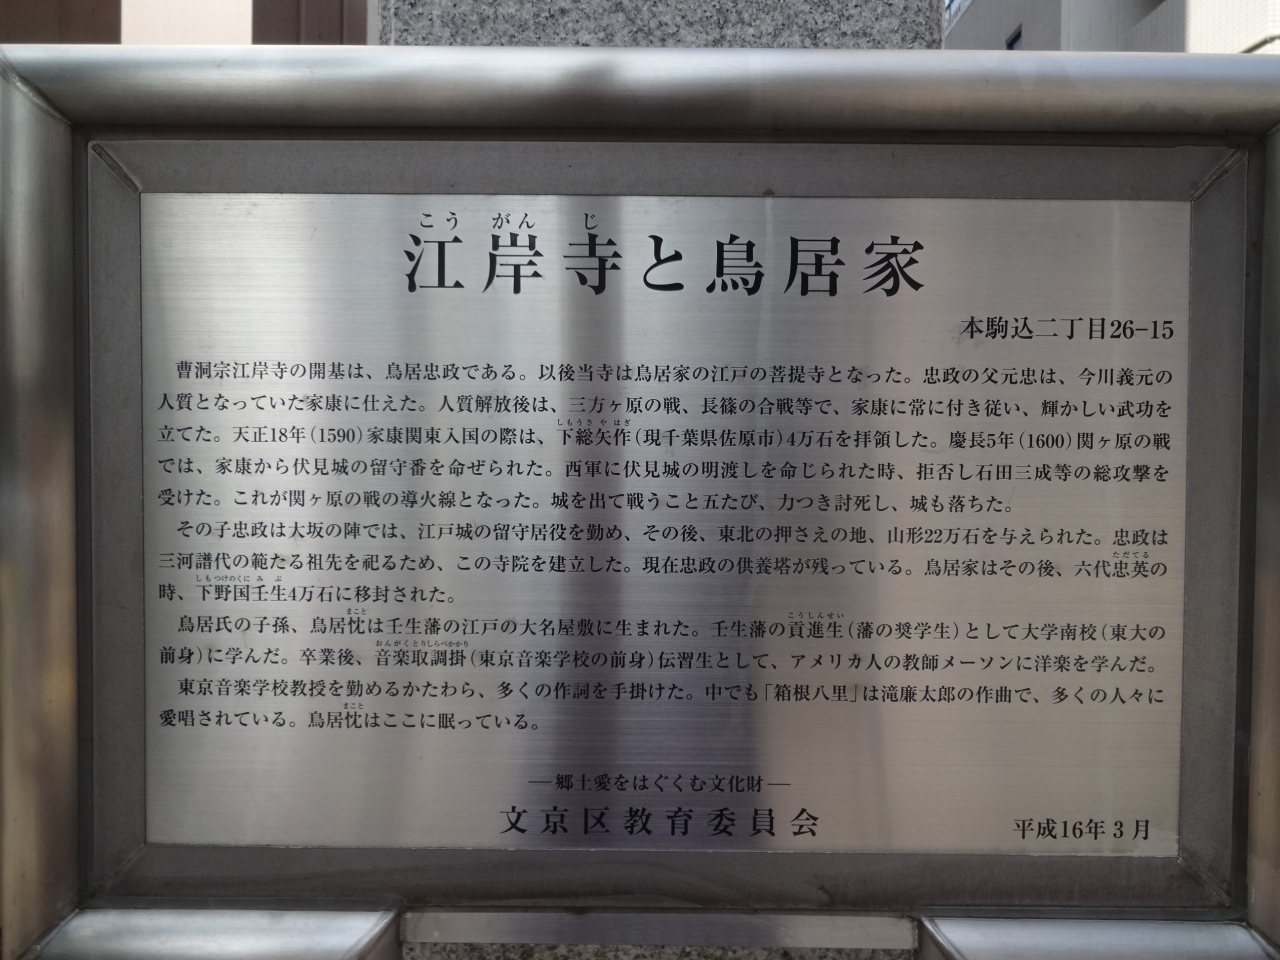 こうがんじ
江岸寺と鳥居家
本駒込二丁目26-15
曹洞宗江岸寺の開基は、鳥居忠政である。以後当寺は鳥居家の江戸の菩提寺となった。忠政の父元忠は、今川義元の
人質となっていた家康に仕えた。人質解放後は、三方ヶ原の戦、長篠の合戦等で、家康に常に付き従い、輝かしい武功を
しもうさやはぎ
立てた。天正18年(1590)家康関東入国の際は、下総矢作(現千葉県佐原市)4万石を拝領した。慶長5年(1600)関ヶ原の戦
では、家康から伏見城の留守番を命ぜられた。西軍に伏見城の明渡しを命じられた時、拒否し石田三成等の総攻撃を
受けた。これが関ヶ原の戦の導火線となった。城を出て戦うこと五たび、力つき討死し、城も落ちた。
その子忠政は大坂の陣では、江戸城の留守居役を勤め、その後、東北の押さえの地、山形22万石を与えられた。忠政は
ただてる
三河譜代の範たる祖先を祀るため、この寺院を建立した。現在忠政の供養塔が残っている。鳥居家はその後、六代忠英の
しもつけのくにみぶ
時、下野国壬生4万石に移封された。
まこと こうしんせい
鳥居氏の子孫、鳥居忱は壬生藩の江戸の大名屋敷に生まれた。壬生藩の貢進生(藩の奨学生)として大学南校(東大の
おんがくとりしらべかかり
前身)に学んだ。卒業後、音楽取調掛(東京音楽学校の前身)伝習生として、アメリカ人の教師メーソンに洋楽を学んだ。
東京音楽学校教授を勤めるかたわら、多くの作詞を手掛けた。中でも「箱根八里」は滝廉太郎の作曲で、多くの人々に
まこと
愛唱されている。鳥居忱はここに眠っている。
―郷土愛をはぐくむ文化財―
文京区教育委員会
平成16年3月